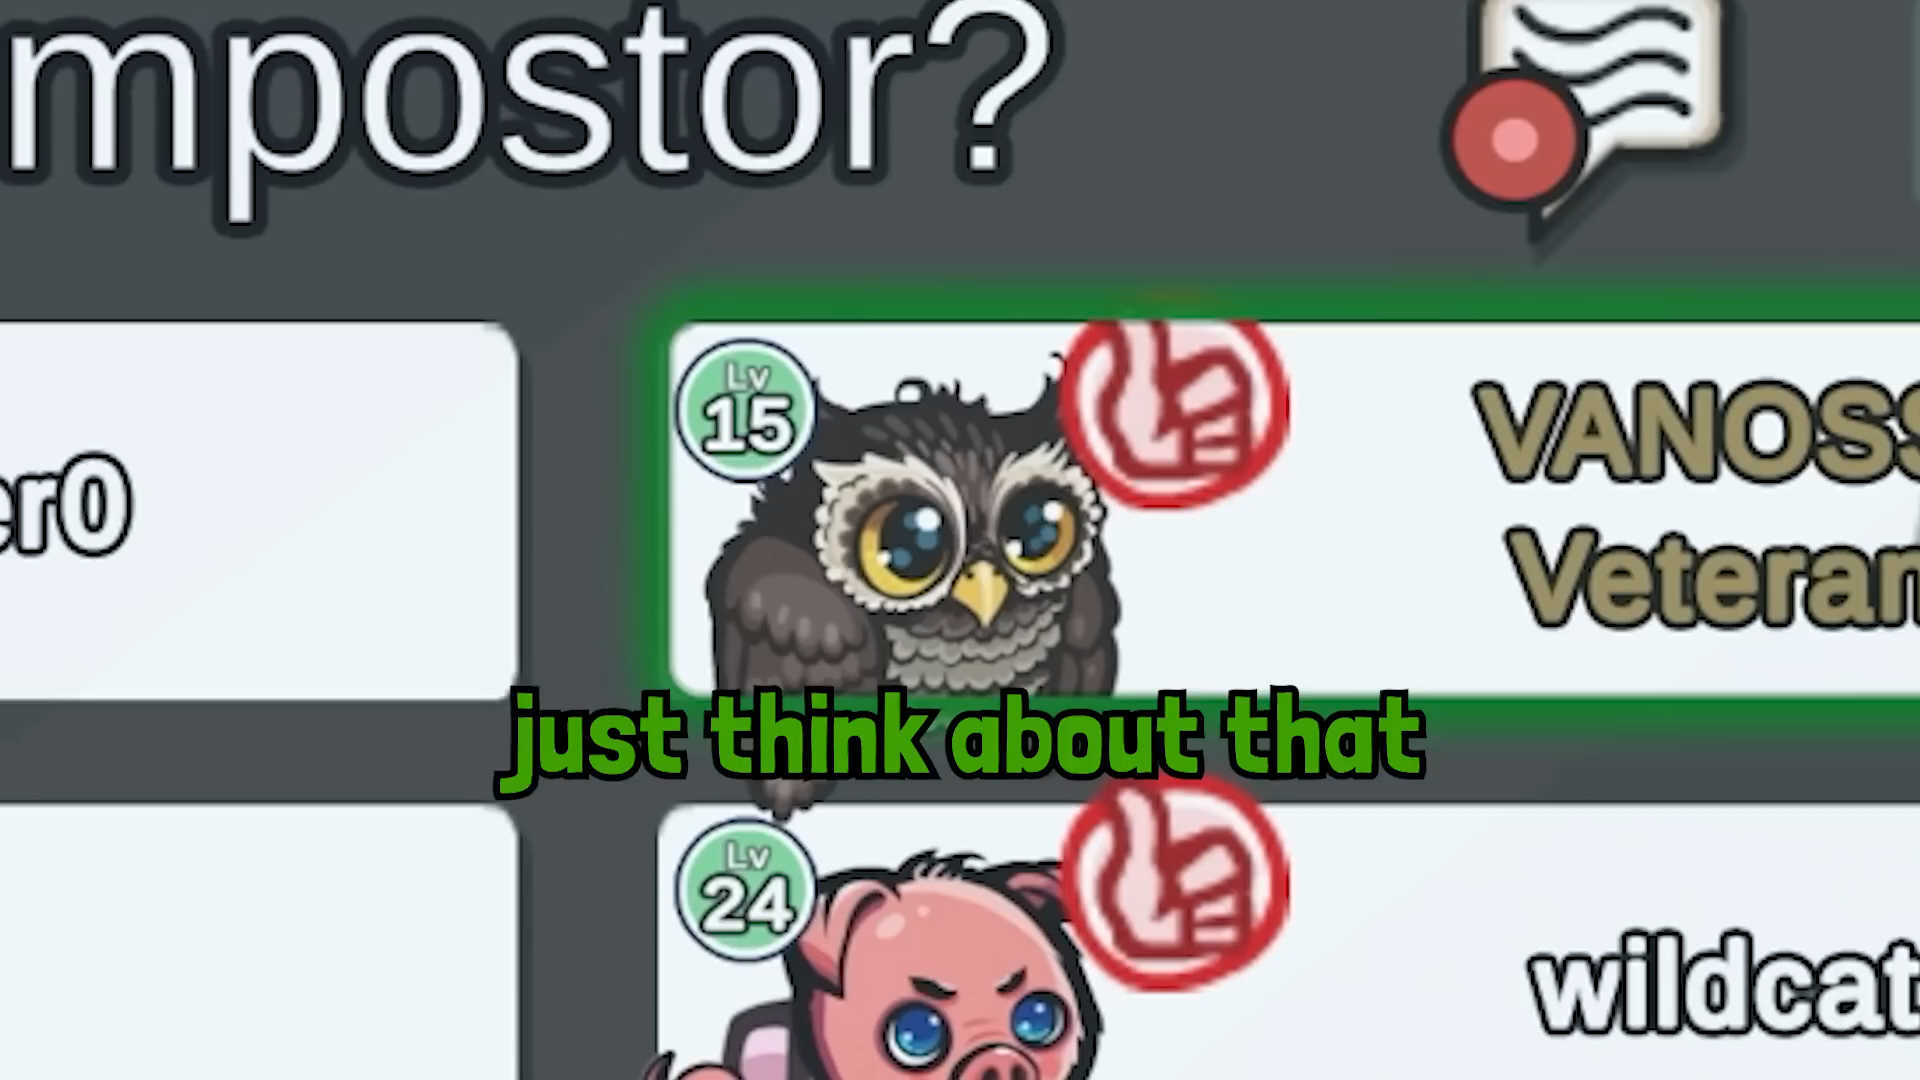 mpostor?
er0
Lv
15
VANOSS
Veteran
just think about that
Lv
24
wildcat